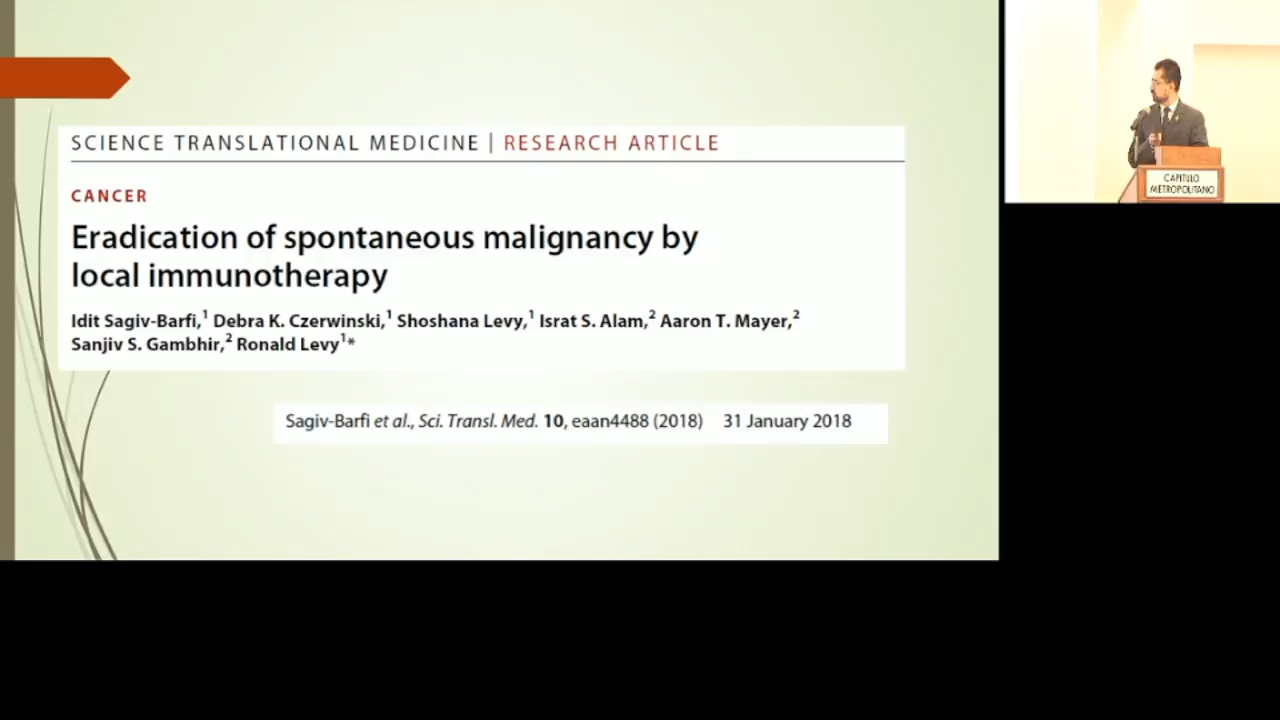 SCIENCE TRANSLATIONAL MEDICINE | RESEARCH ARTICLE
CANCER
Eradication of spontaneous malignancy by
local immunotherapy
Idit Sagiv-Barfi,¹ Debra K. Czerwinski,¹ Shoshana Levy,¹ Israt S. Alam,² Aaron T. Mayer,²
Sanjiv S. Gambhir,² Ronald Levy¹*
Sagiv-Barfi et al., Sci. Transl. Med. 10, eaan4488 (2018) 31 January 2018
CAPITULO
METROPOLITANO